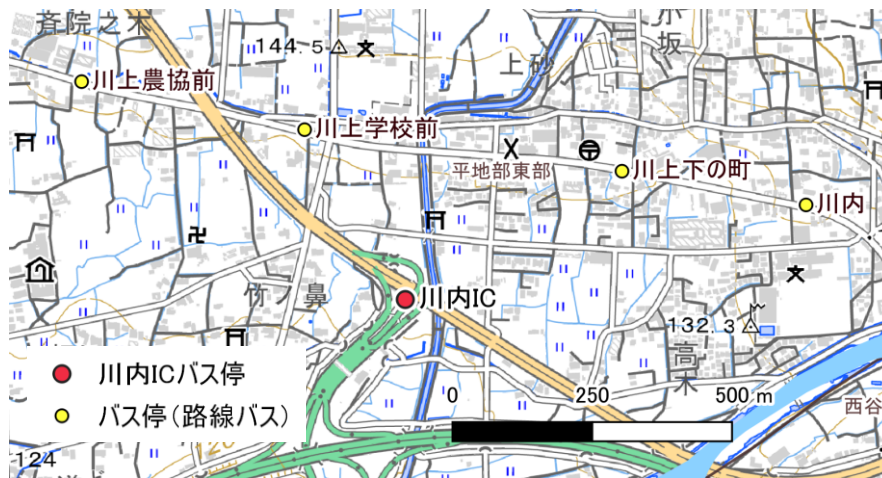 斉院之木
144.5
小坂
上砂
川上農協前
川上学校前
平地部東部
川上下の町
川内
竹ノ鼻
川内IC
132.3
高木
川内ICバス停
バス停(路線バス)
0 250 500 m
西谷
124